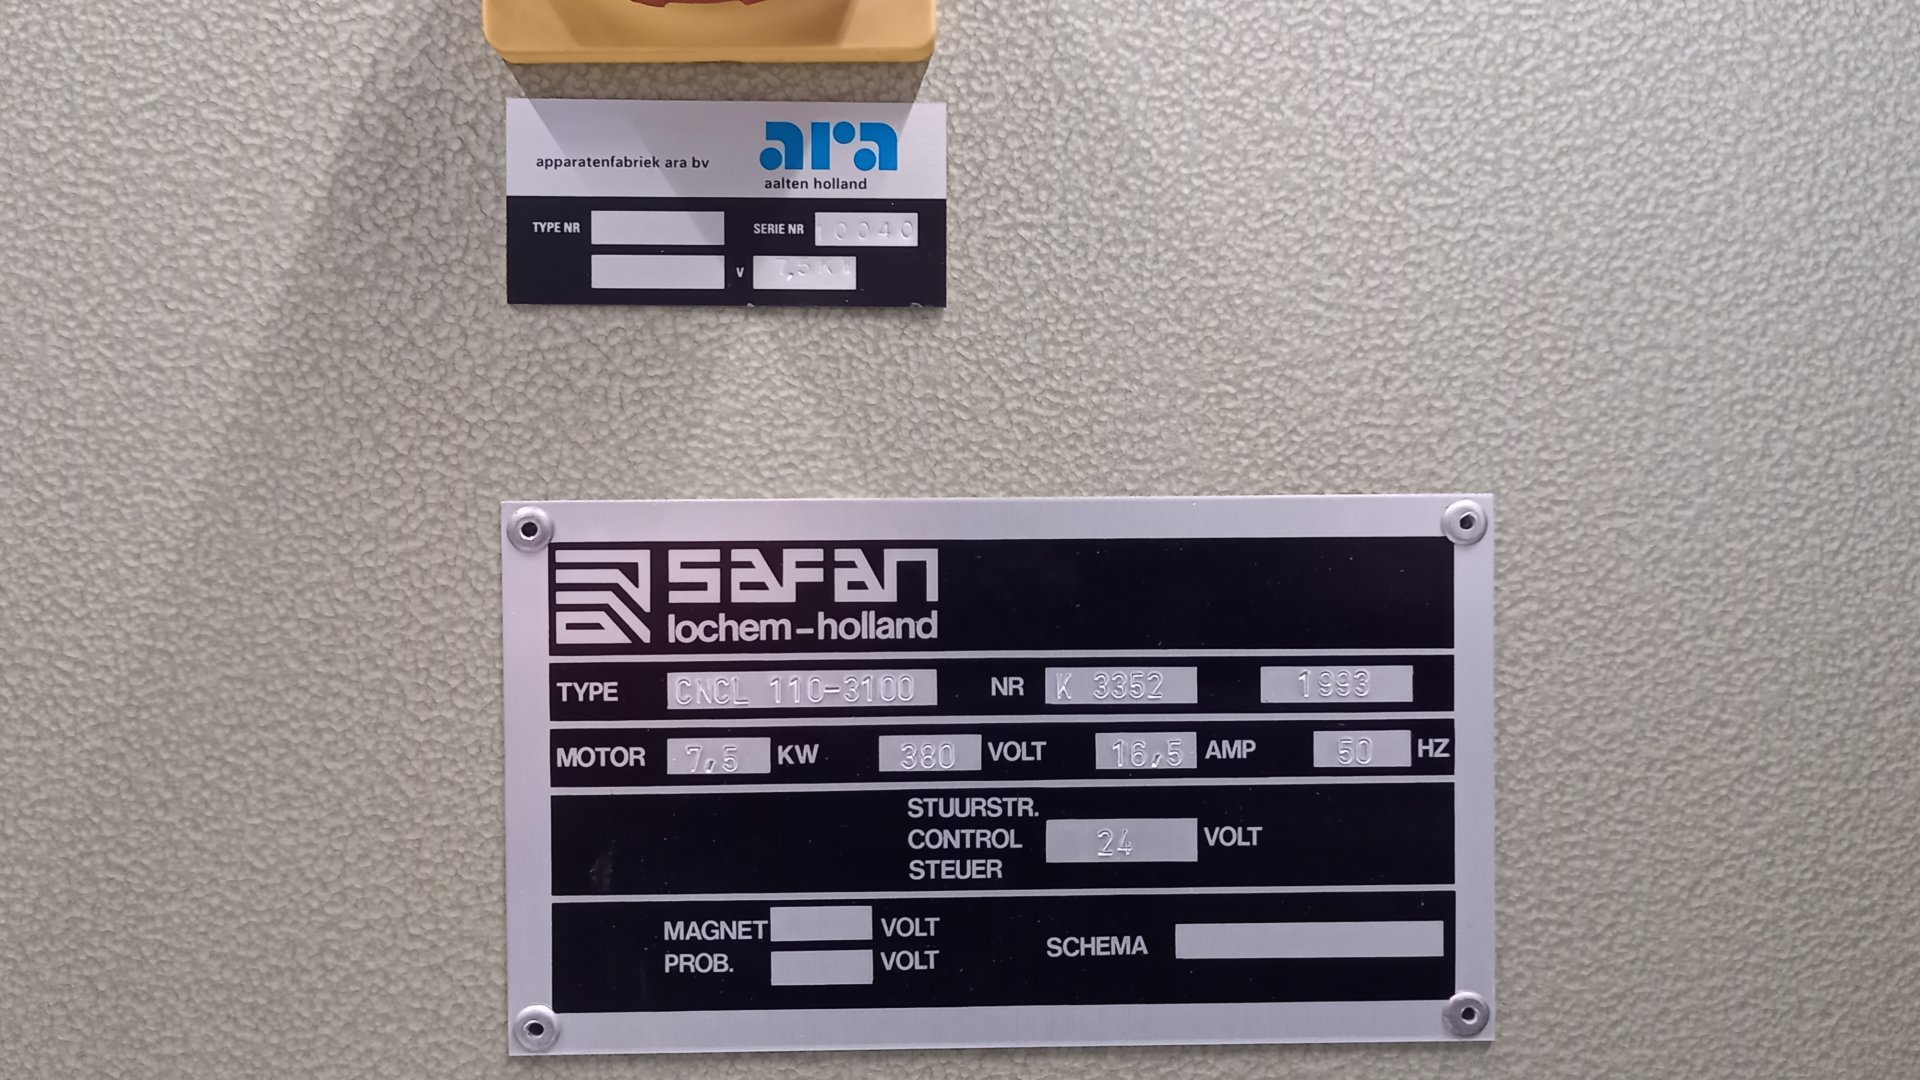 apparatenfabriek ara bv
ara
aalten holland
TYPE NR SERIE NR 10040
V 7,5K
SAFAN
lochem-holland
TYPE CNCL 110-3100 NR K 3352 1993
MOTOR 7,5 KW 380 VOLT 16,5 AMP 50 HZ
STUURSTR.
CONTROL 24 VOLT
STEUER
MAGNET VOLT
PROB. VOLT
SCHEMA